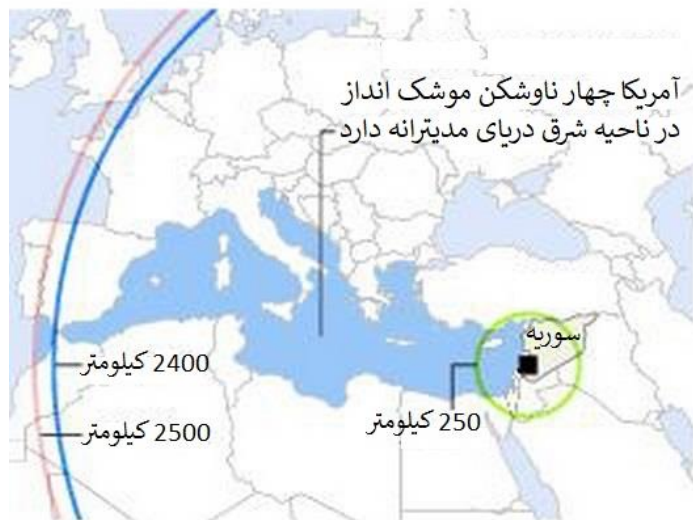 آمریکا چهار ناوشکن موشک انداز
در ناحیه شرق دریای مدیترانه دارد
سوریه
2400 کیلومتر
250 کیلومتر
2500 کیلومتر